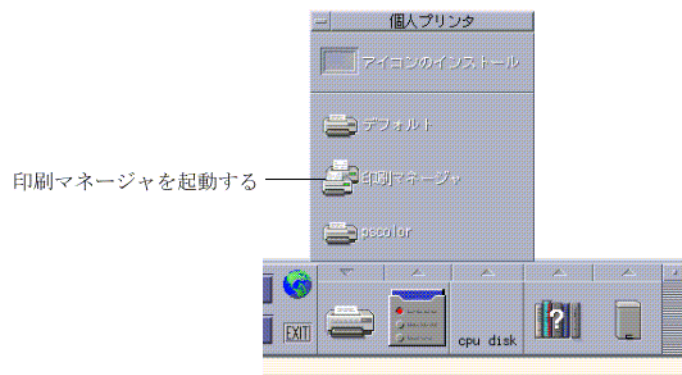 個人プリンタ
アイコンのインストール
デフォルト
印刷マネージャを起動する
印刷マネージャ
pscolor
EXIT
cpu disk
?